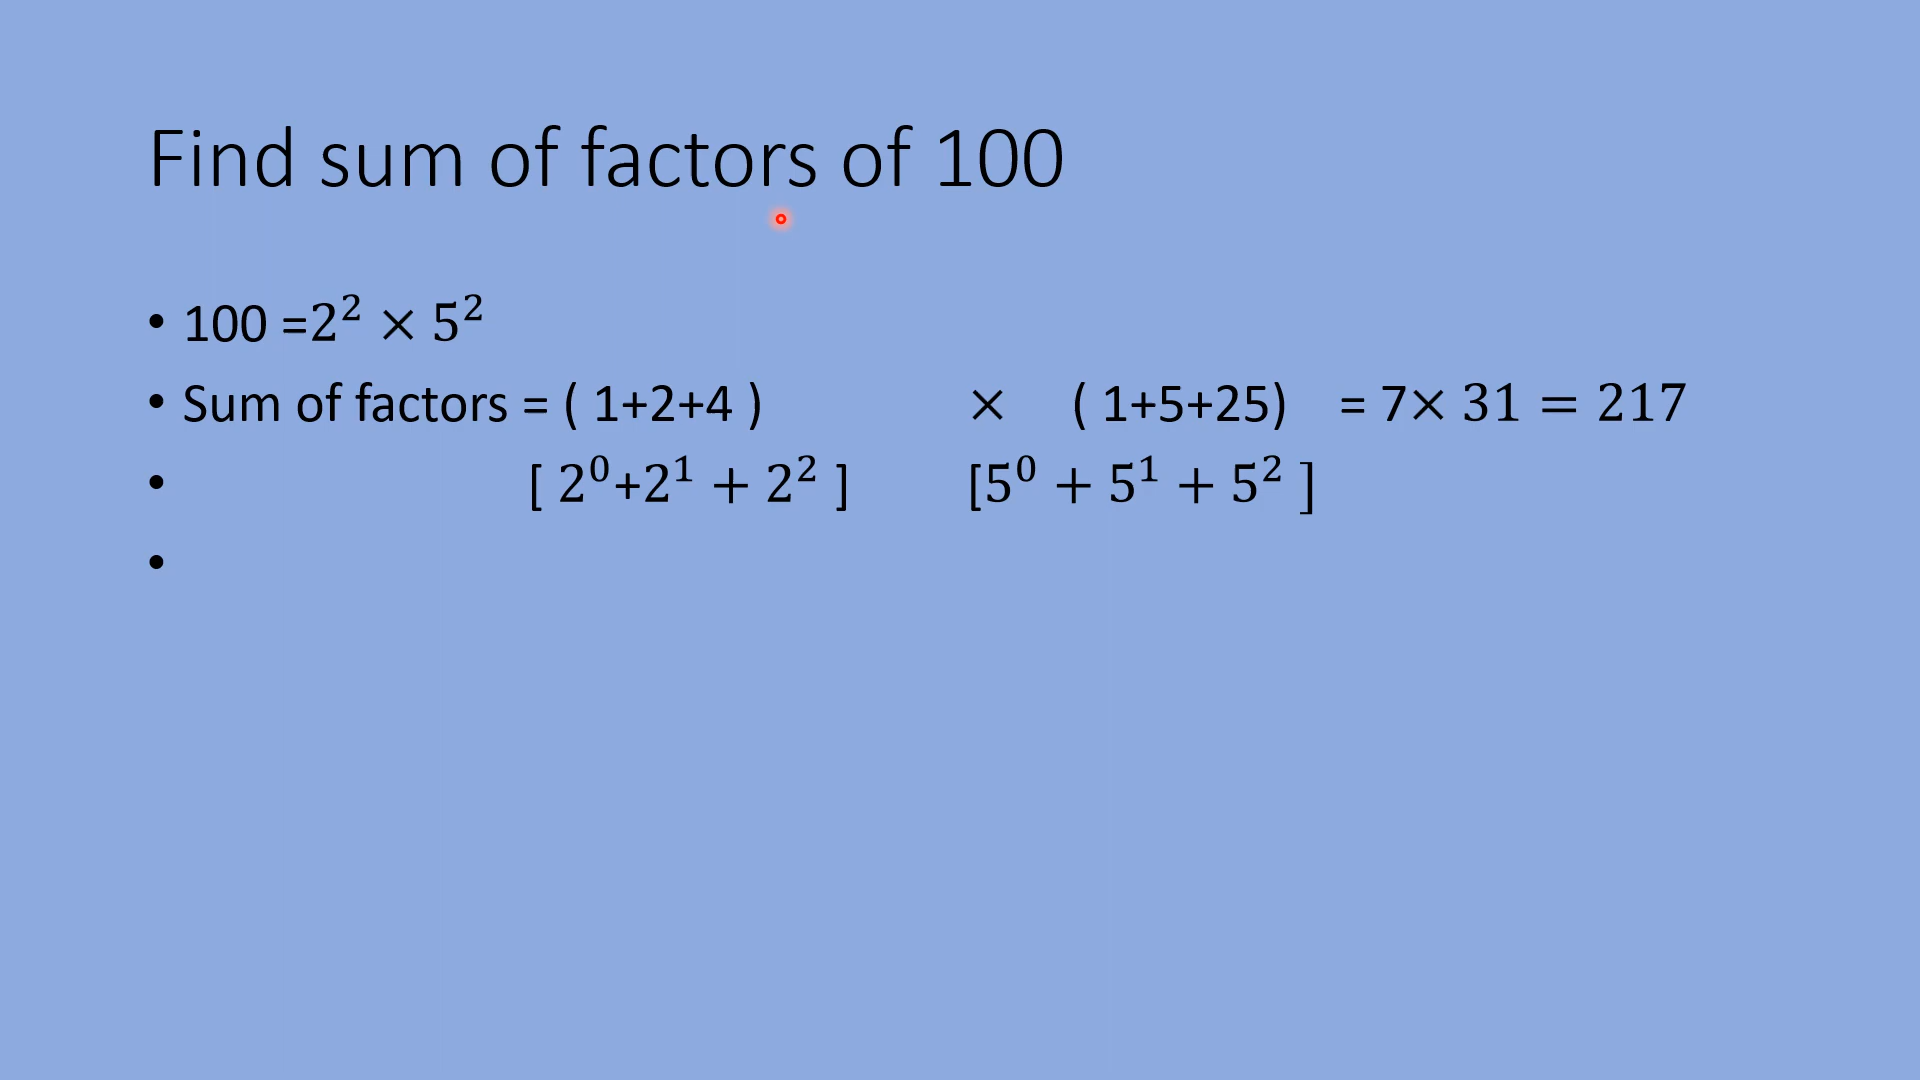 Find sum of factors of 100
• 100 =2² × 5²
• Sum of factors = ( 1+2+4 ) × ( 1+5+25) = 7× 31 = 217
• [ 2⁰+2¹ + 2² ] [5⁰ + 5¹ + 5² ]
•